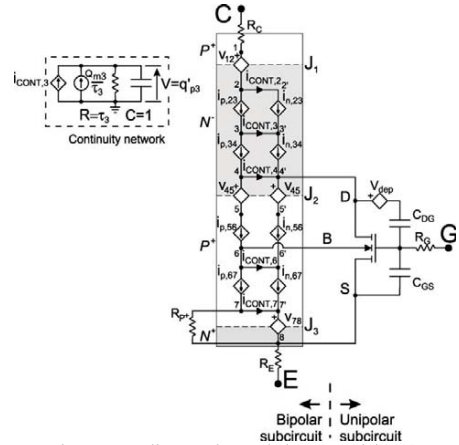 C
R_C
P+
1
V12 +
J1
i_CONT,3
Q_m3
τ3
V=q'_p3
R=τ3
C=1
Continuity network
2
i_CONT,2
2'
i_p,23
i_n,23
N-
3
i_CONT,3
3'
i_p,34
i_n,34
4
i_CONT,4
4'
V45 +
+ V45
J2
5
5'
D
V_dep
+
C_DG
P+
i_p,56
i_n,56
B
R_G
G
6
6'
i_CONT,6
i_p,67
i_n,67
S
C_GS
7
i_CONT,7
7'
R_P+
+
V78
J3
N+
8
R_E
E
Bipolar
subcircuit
Unipolar
subcircuit